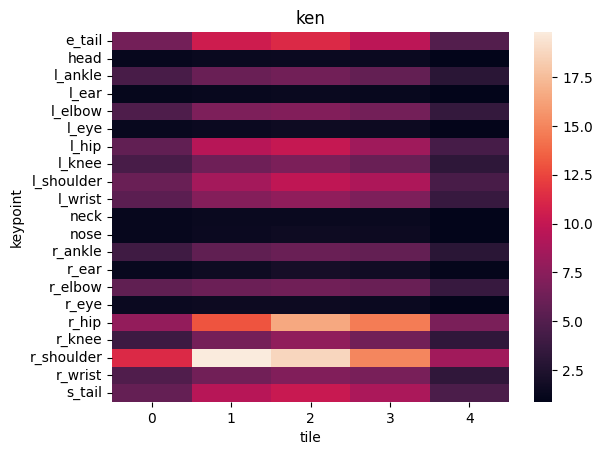 ken
keypoint
e_tail
head
l_ankle
l_ear
l_elbow
l_eye
l_hip
l_knee
l_shoulder
l_wrist
neck
nose
r_ankle
r_ear
r_elbow
r_eye
r_hip
r_knee
r_shoulder
r_wrist
s_tail
0 1 2 3 4
tile
17.5
15.0
12.5
10.0
7.5
5.0
2.5